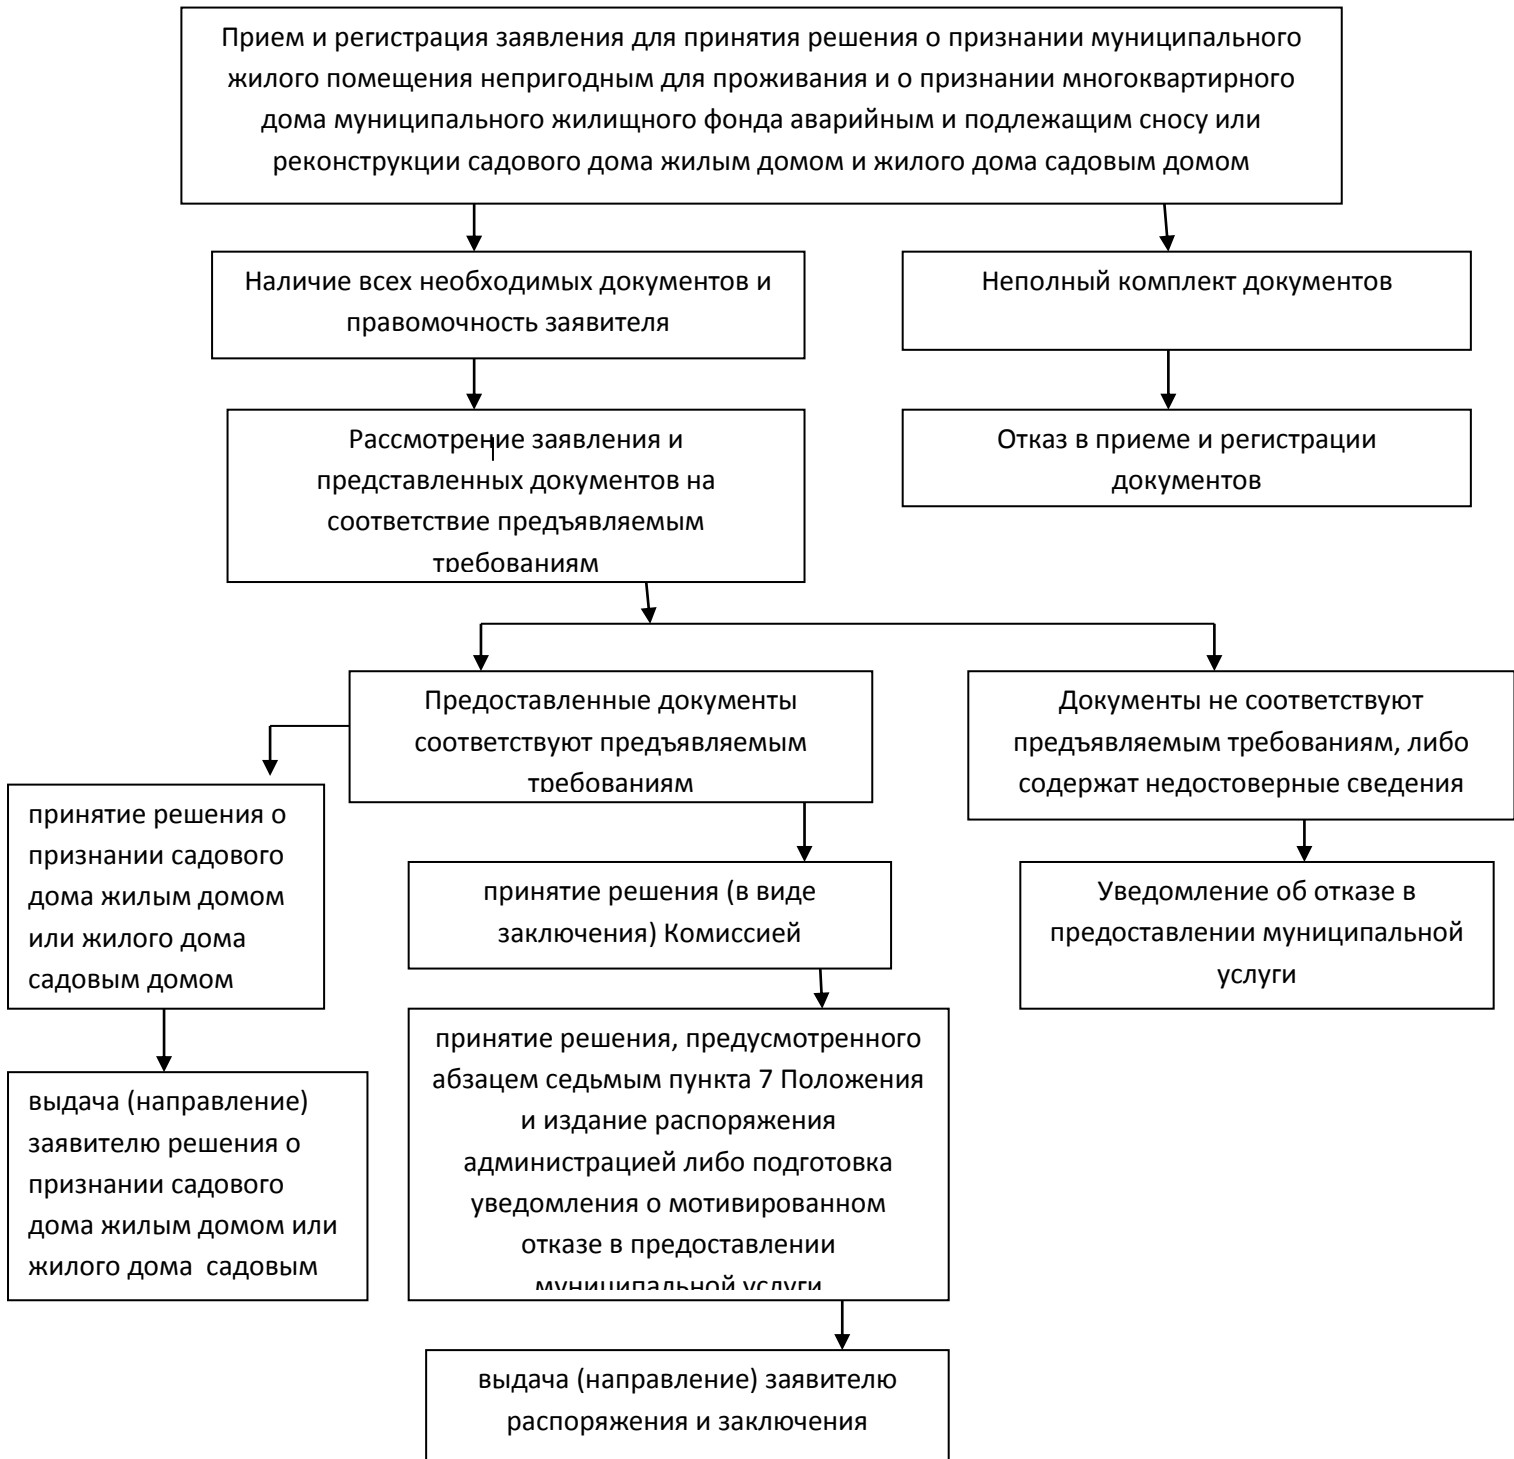 Прием и регистрация заявления для принятия решения о признании муниципального
жилого помещения непригодным для проживания и о признании многоквартирного
дома муниципального жилищного фонда аварийным и подлежащим сносу или
реконструкции садового дома жилым домом и жилого дома садовым домом
Наличие всех необходимых документов и
правомочность заявителя
Неполный комплект документов
Рассмотрение заявления и
представленных документов на
соответствие предъявляемым
требованиям
Отказ в приеме и регистрации
документов
Предоставленные документы
соответствуют предъявляемым
требованиям
Документы не соответствуют
предъявляемым требованиям, либо
содержат недостоверные сведения
принятие решения о
признании садового
дома жилым домом
или жилого дома
садовым домом
принятие решения (в виде
заключения) Комиссией
Уведомление об отказе в
предоставлении муниципальной
услуги
принятие решения, предусмотренного
абзацем седьмым пункта 7 Положения
и издание распоряжения
администрацией либо подготовка
уведомления о мотивированном
отказе в предоставлении
муниципальной услуги
выдача (направление)
заявителю решения о
признании садового
дома жилым домом или
жилого дома садовым
выдача (направление) заявителю
распоряжения и заключения